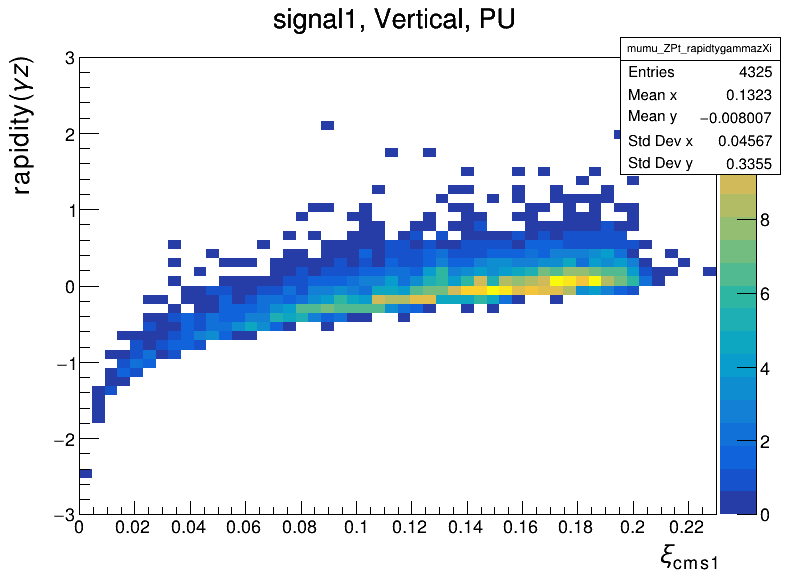 signal1, Vertical, PU
mumu_ZPt_rapidtygammazXi
Entries 4325
Mean x 0.1323
Mean y −0.008007
Std Dev x 0.04567
Std Dev y 0.3355
rapidity(γz)
3
2
1
0
−1
−2
−3
0 0.02 0.04 0.06 0.08 0.1 0.12 0.14 0.16 0.18 0.2 0.22
8
6
4
2
0
ξcms1